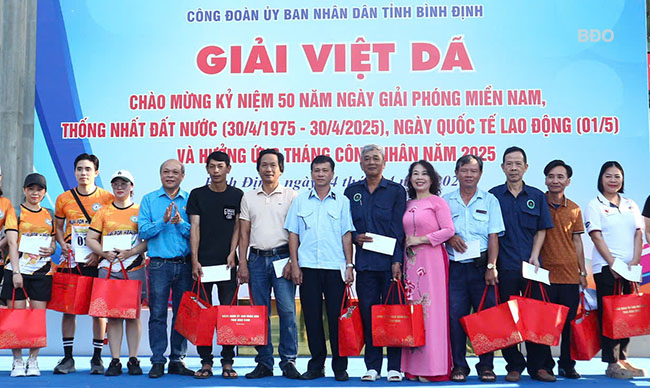 CÔNG ĐOÀN ỦY BAN NHÂN DÂN TỈNH BÌNH ĐỊNH
BĐO
GIẢI VIỆT DÃ
CHÀO MỪNG KỶ NIỆM 50 NĂM NGÀY GIẢI PHÓNG MIỀN NAM,
THỐNG NHẤT ĐẤT NƯỚC (30/4/1975 - 30/4/2025), NGÀY QUỐC TẾ LAO ĐỘNG (01/5)
VÀ HƯỞNG ỨNG THÁNG CÔNG NHÂN NĂM 2025